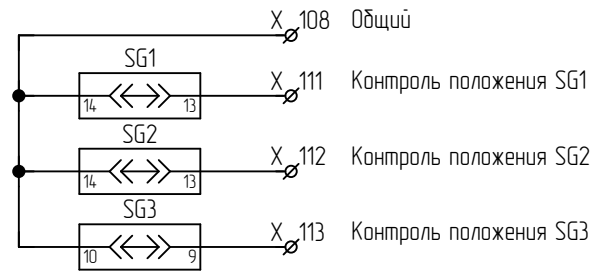 X 108 Общий
SG1
14 13 X 111 Контроль положения SG1
SG2
14 13 X 112 Контроль положения SG2
SG3
10 9 X 113 Контроль положения SG3